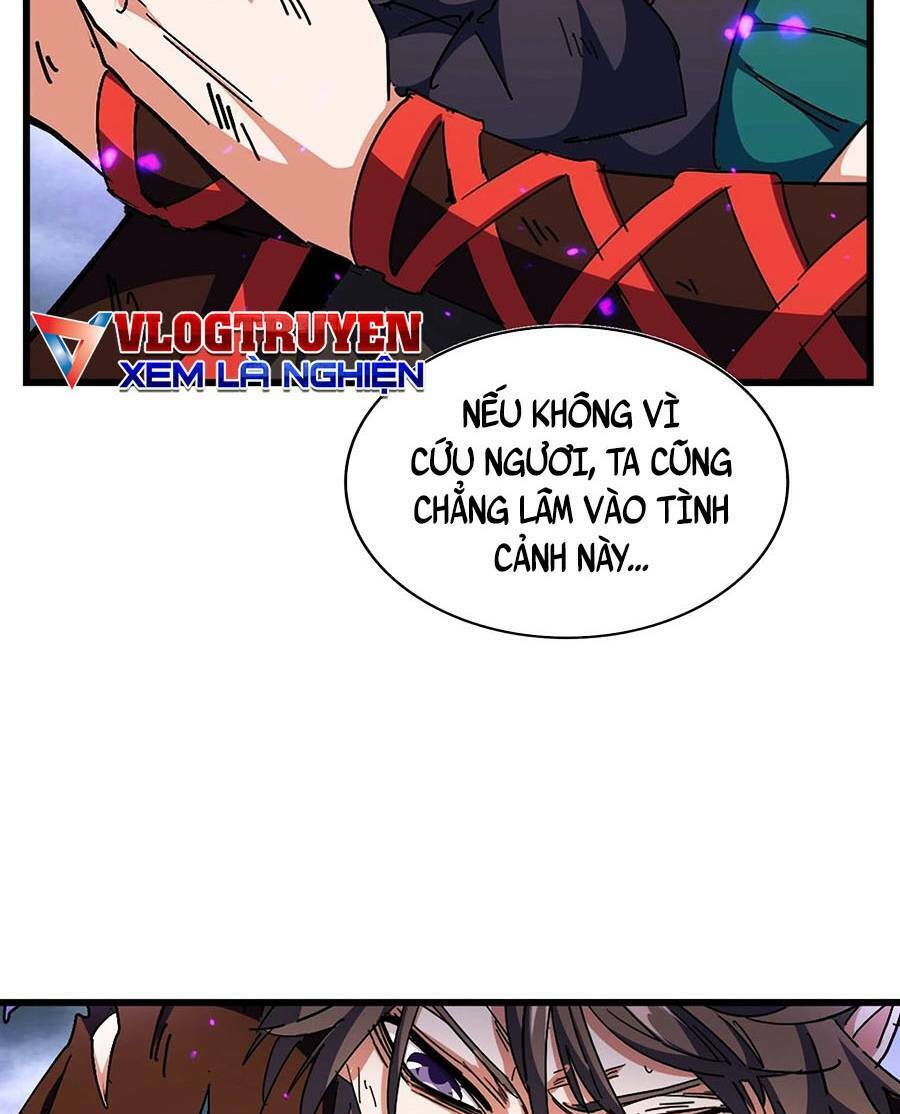 VLOGTRUYEN
XEM LÀ NGHIỆN
NẾU KHÔNG VÌ
CỨU NGƯƠI, TA CŨNG
CHẲNG LÂM VÀO TÌNH
CẢNH NÀY...